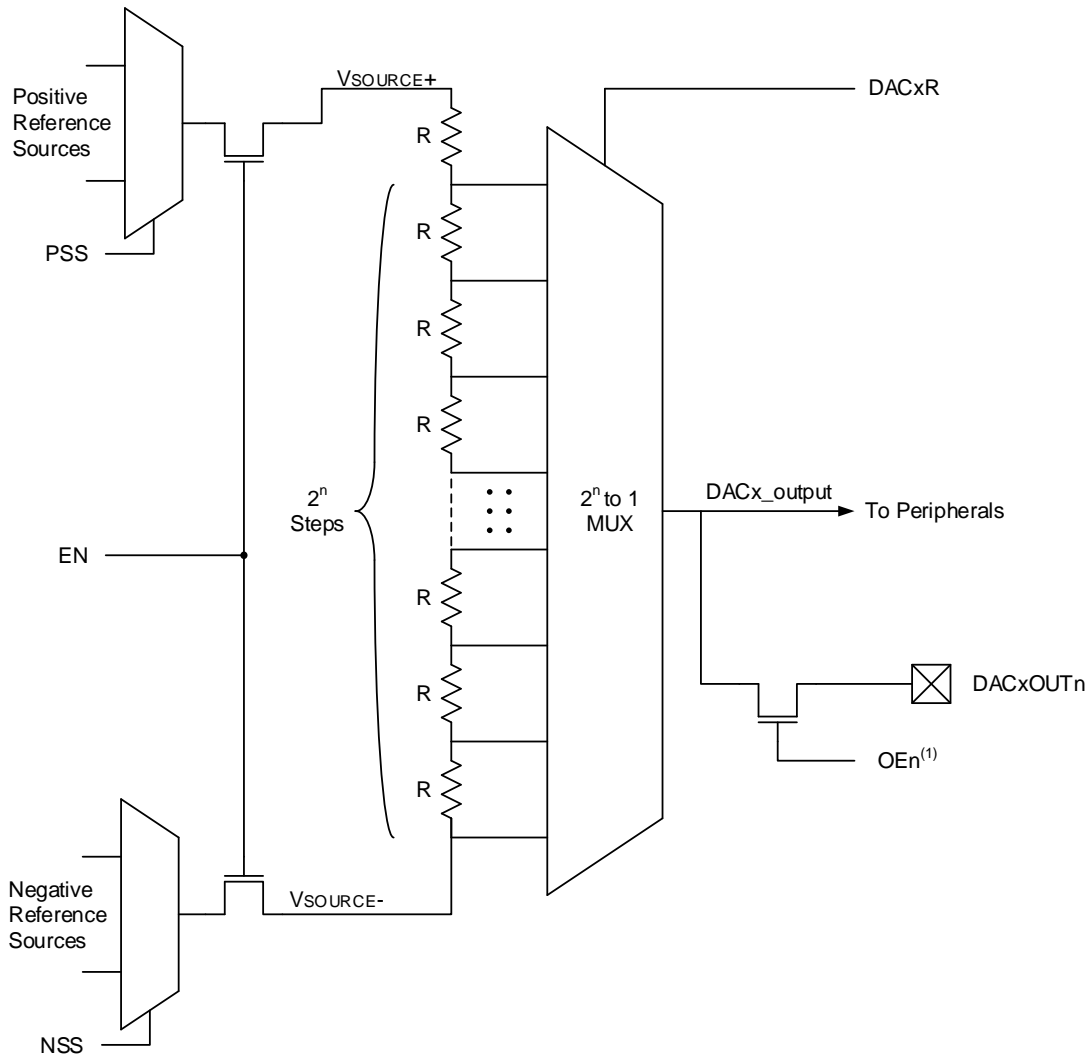 Positive
Reference
Sources
PSS
VSOURCE+
DACxR
R
R
R
R
2ⁿ
Steps
2ⁿ to 1
MUX
DACx_output
To Peripherals
EN
R
R
R
DACxOUTn
OEn⁽¹⁾
Negative
Reference
Sources
VSOURCE-
NSS